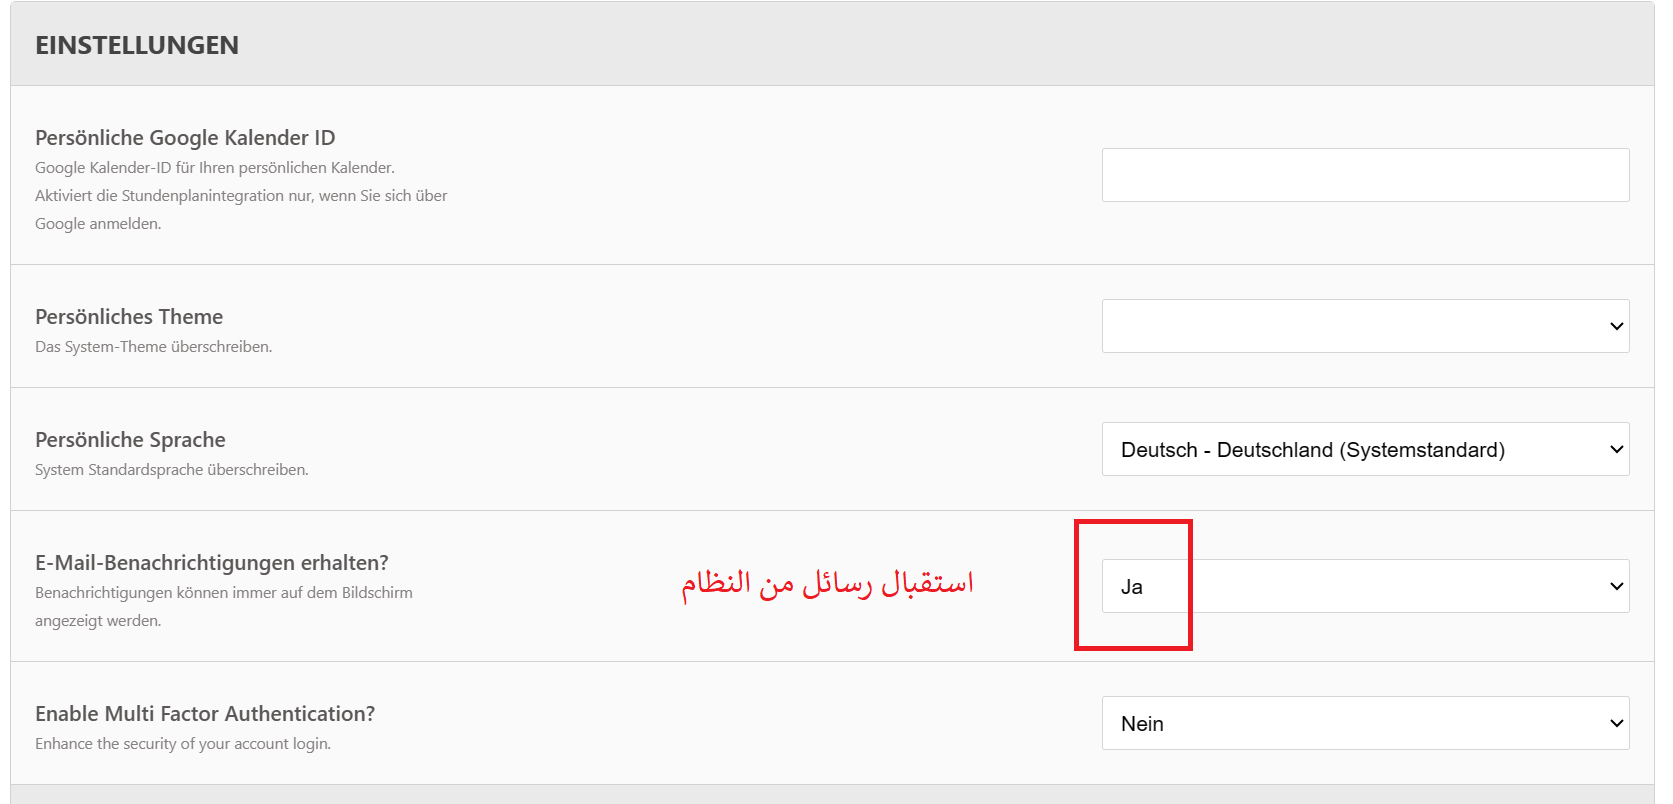 EINSTELLUNGEN
Persönliche Google Kalender ID
Google Kalender-ID für Ihren persönlichen Kalender.
Aktiviert die Stundenplanintegration nur, wenn Sie sich über
Google anmelden.
Persönliches Theme
Das System-Theme überschreiben.
Persönliche Sprache
System Standardsprache überschreiben.
Deutsch - Deutschland (Systemstandard)
E-Mail-Benachrichtigungen erhalten?
Benachrichtigungen können immer auf dem Bildschirm
angezeigt werden.
استقبال رسائل من النظام
Ja
Enable Multi Factor Authentication?
Enhance the security of your account login.
Nein